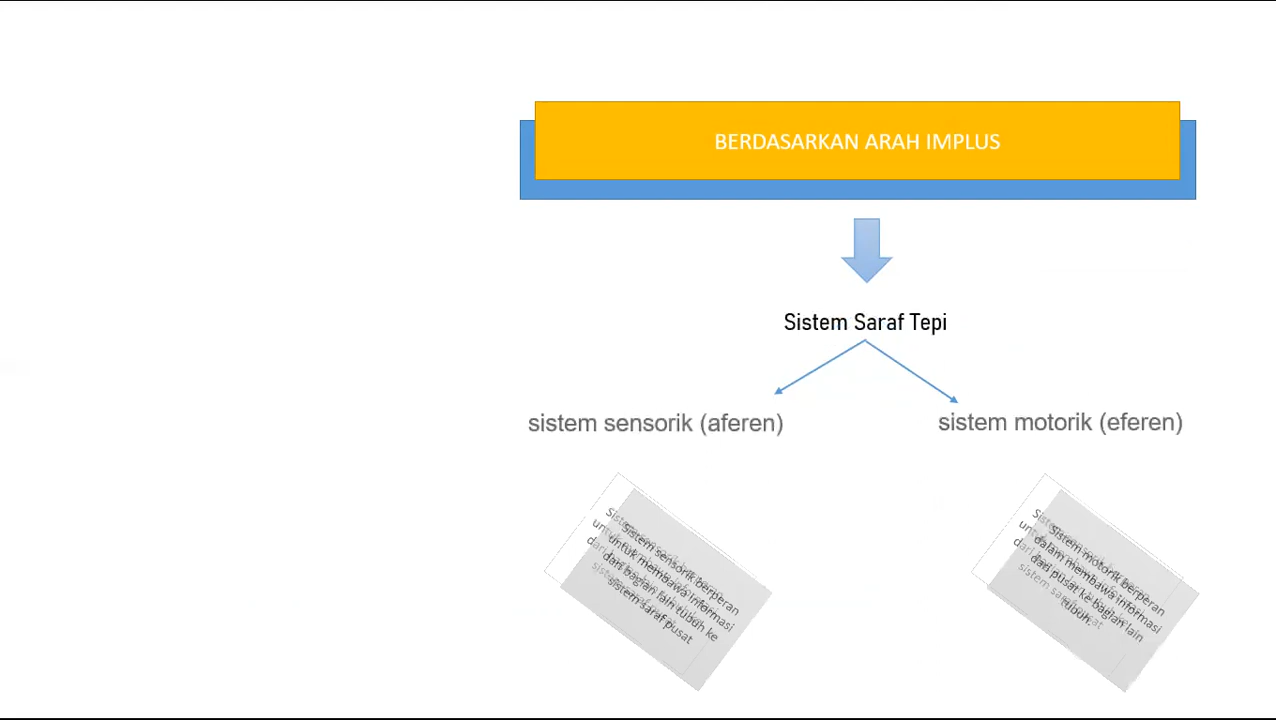 BERDASARKAN ARAH IMPLUS
Sistem Saraf Tepi
sistem sensorik (aferen)
sistem motorik (eferen)
Sistem sensorik berperan
untuk membawa informasi
dari bagian lain tubuh ke
sistem saraf pusat
Sistem motorik berperan
dalam membawa informasi
dari pusat ke bagian lain
tubuh.